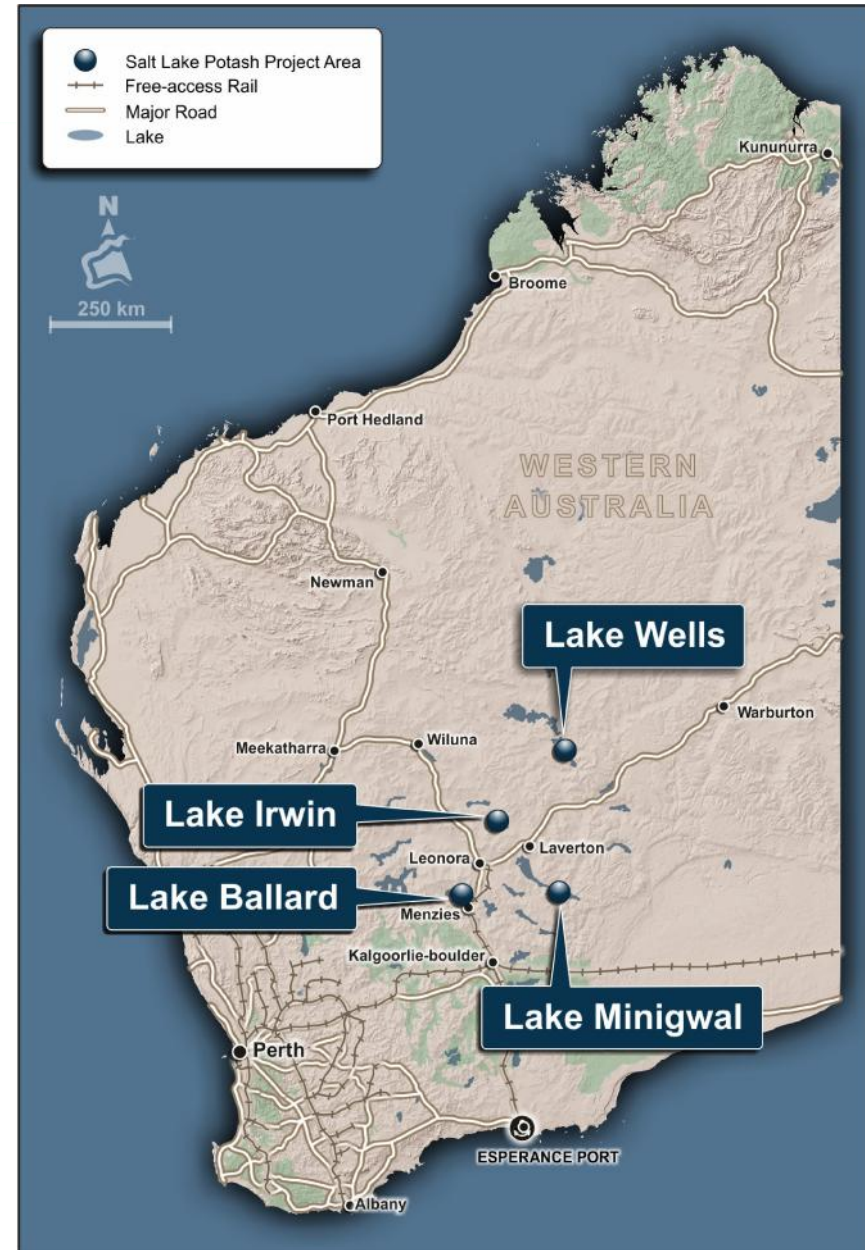 Salt Lake Potash Project Area
Free-access Rail
Major Road
Lake
N
250 km
Kununurra
Broome
Port Hedland
WESTERN
AUSTRALIA
Newman
Lake Wells
Warburton
Wiluna
Meekatharra
Lake Irwin
Laverton
Leonora
Lake Ballard
Menzies
Kalgoorlie-boulder
Lake Minigwal
Perth
ESPERANCE PORT
Albany